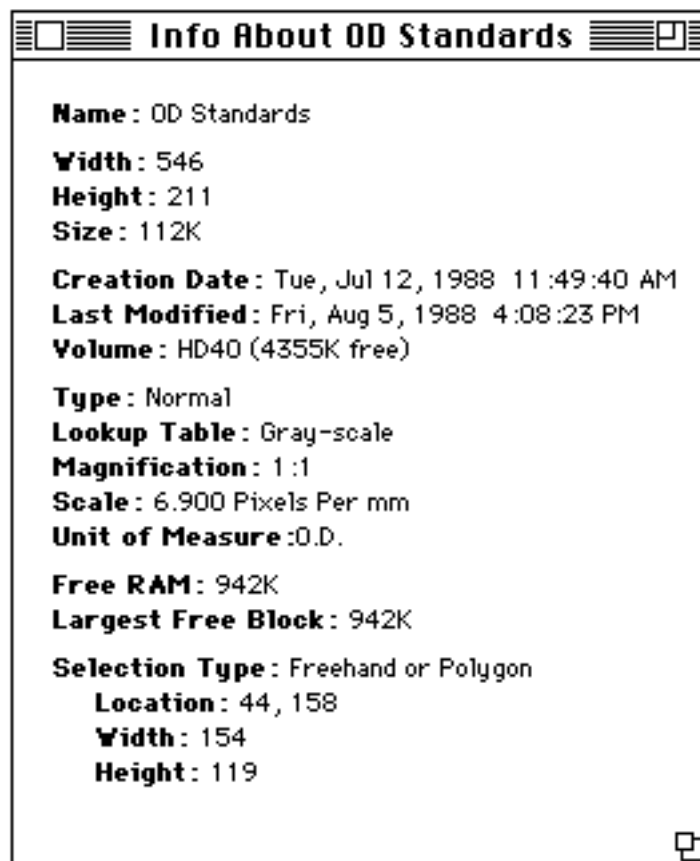 Info About OD Standards
Name: OD Standards
Width: 546
Height: 211
Size: 112K
Creation Date: Tue, Jul 12, 1988 11:49:40 AM
Last Modified: Fri, Aug 5, 1988 4:08:23 PM
Volume: HD40 (4355K free)
Type: Normal
Lookup Table: Gray-scale
Magnification: 1:1
Scale: 6.900 Pixels Per mm
Unit of Measure:O.D.
Free RAM: 942K
Largest Free Block: 942K
Selection Type: Freehand or Polygon
Location: 44, 158
Width: 154
Height: 119